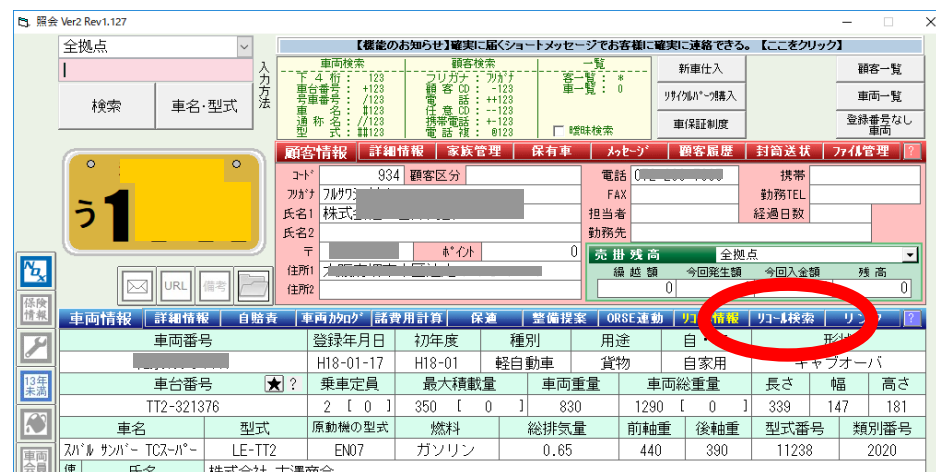 照会 Ver2 Rev1.127
全拠点
【機能のお知らせ】確実に届くショートメッセージでお客様に確実に連絡できる。【ここをクリック】
入力方法
検索
車名・型式
車両検索 顧客検索 一覧
下4桁: 123 フリガナ: ﾌﾘｶﾞﾅ 客一覧: *
車台番号: +123 顧客CD: -123 車一覧: 0
号車番号: /123 電話: ++123
車名: #123 任意CD: --123
通称名: //123 携帯電話: +-123
型式: ##123 電話複: @123
曖昧検索
新車仕入
ﾘｻｲｸﾙﾊﾟｰﾂ購入
車保証制度
顧客一覧
車両一覧
登録番号なし
車両
顧客情報 詳細情報 家族管理 保有車 ﾒｯｾｰｼﾞ 顧客履歴 封筒送状 ﾌｧｲﾙ管理 ?
ｺｰﾄﾞ 934 顧客区分 電話 携帯
ﾌﾘｶﾞﾅ FAX 勤務TEL
氏名1 株式 担当者 経過日数
氏名2 勤務先
〒 ﾎﾟｲﾝﾄ 0
住所1
住所2
売掛残高 全拠点
繰越額 今回発生額 今回入金額 残高
0 0
う1
URL
備考
保険情報
13年未満
車両会員
車両情報 詳細情報 自賠責 車両ｶﾀﾛｸﾞ 諸費用計算 保適 整備提案 ORSE連動 ﾘｺｰﾙ検索 ?
車両番号 登録年月日 初年度 種別 用途
H18-01-17 H18-01 軽自動車 貨物 自家用 キャブオーバ
車台番号 ★ ? 乗車定員 最大積載量 車両重量 車両総重量 長さ 幅 高さ
TT2-321376 2 [ 0 ] 350 [ 0 ] 830 1290 [ 0 ] 339 147 181
車名 型式 原動機の型式 燃料 総排気量 前軸重 後軸重 型式番号 類別番号
ｽﾊﾞﾙ ｻﾝﾊﾞｰ TCｽｰﾊﾟｰ LE-TT2 EN07 ガソリン 0.65 440 390 11238 2020
使 氏名 株式会社